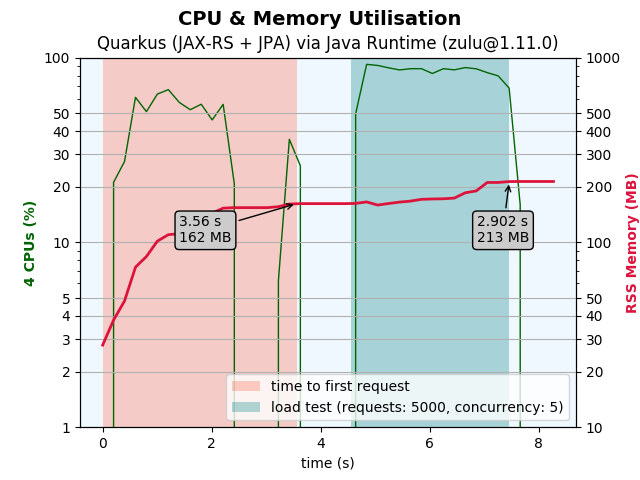 CPU & Memory Utilisation
Quarkus (JAX-RS + JPA) via Java Runtime (zulu@1.11.0)
100
50
40
30
20
10
5
4
3
2
1
4 CPUs (%)
3.56 s
162 MB
2.902 s
213 MB
time to first request
load test (requests: 5000, concurrency: 5)
1000
500
400
300
200
100
50
40
30
20
10
RSS Memory (MB)
0
2
4
6
8
time (s)